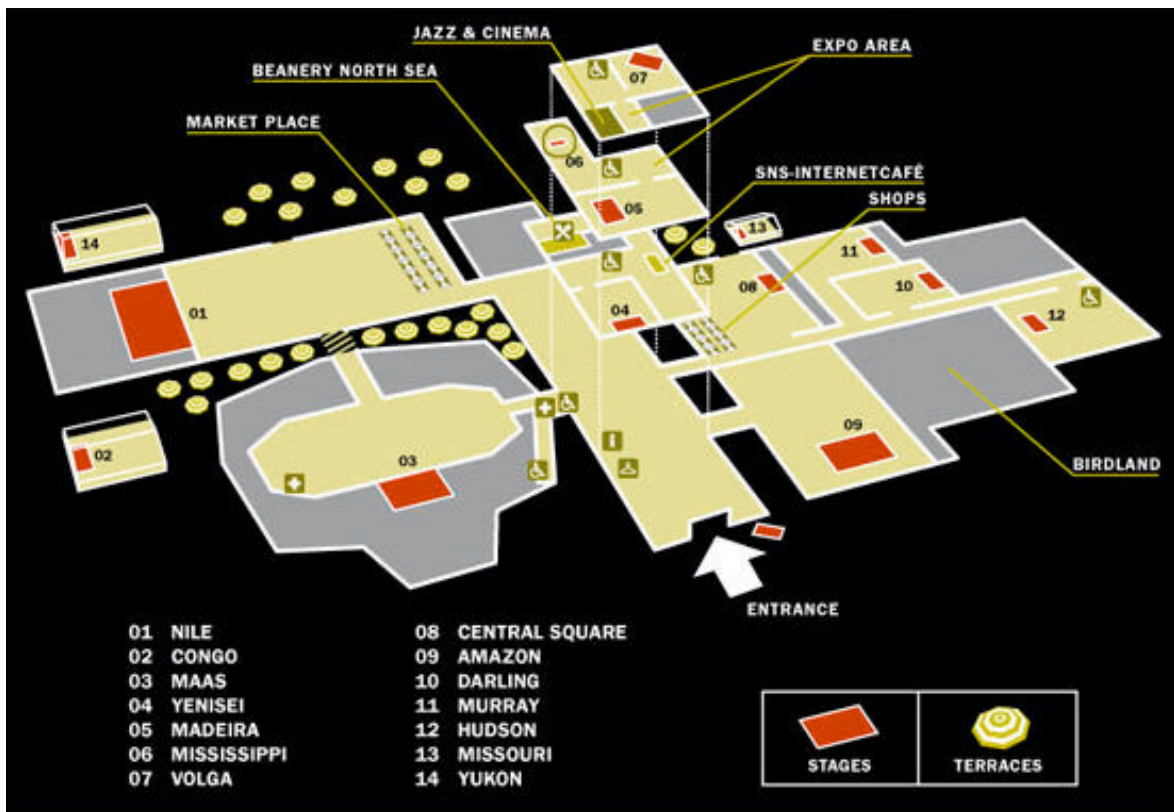 JAZZ & CINEMA
EXPO AREA
BEANERY NORTH SEA
07
MARKET PLACE
06
SNS-INTERNETCAFÉ
SHOPS
05
13
14
11
08
10
01
04
12
09
02
03
i
BIRDLAND
ENTRANCE
01 NILE
02 CONGO
03 MAAS
04 YENISEI
05 MADEIRA
06 MISSISSIPPI
07 VOLGA
08 CENTRAL SQUARE
09 AMAZON
10 DARLING
11 MURRAY
12 HUDSON
13 MISSOURI
14 YUKON
STAGES
TERRACES